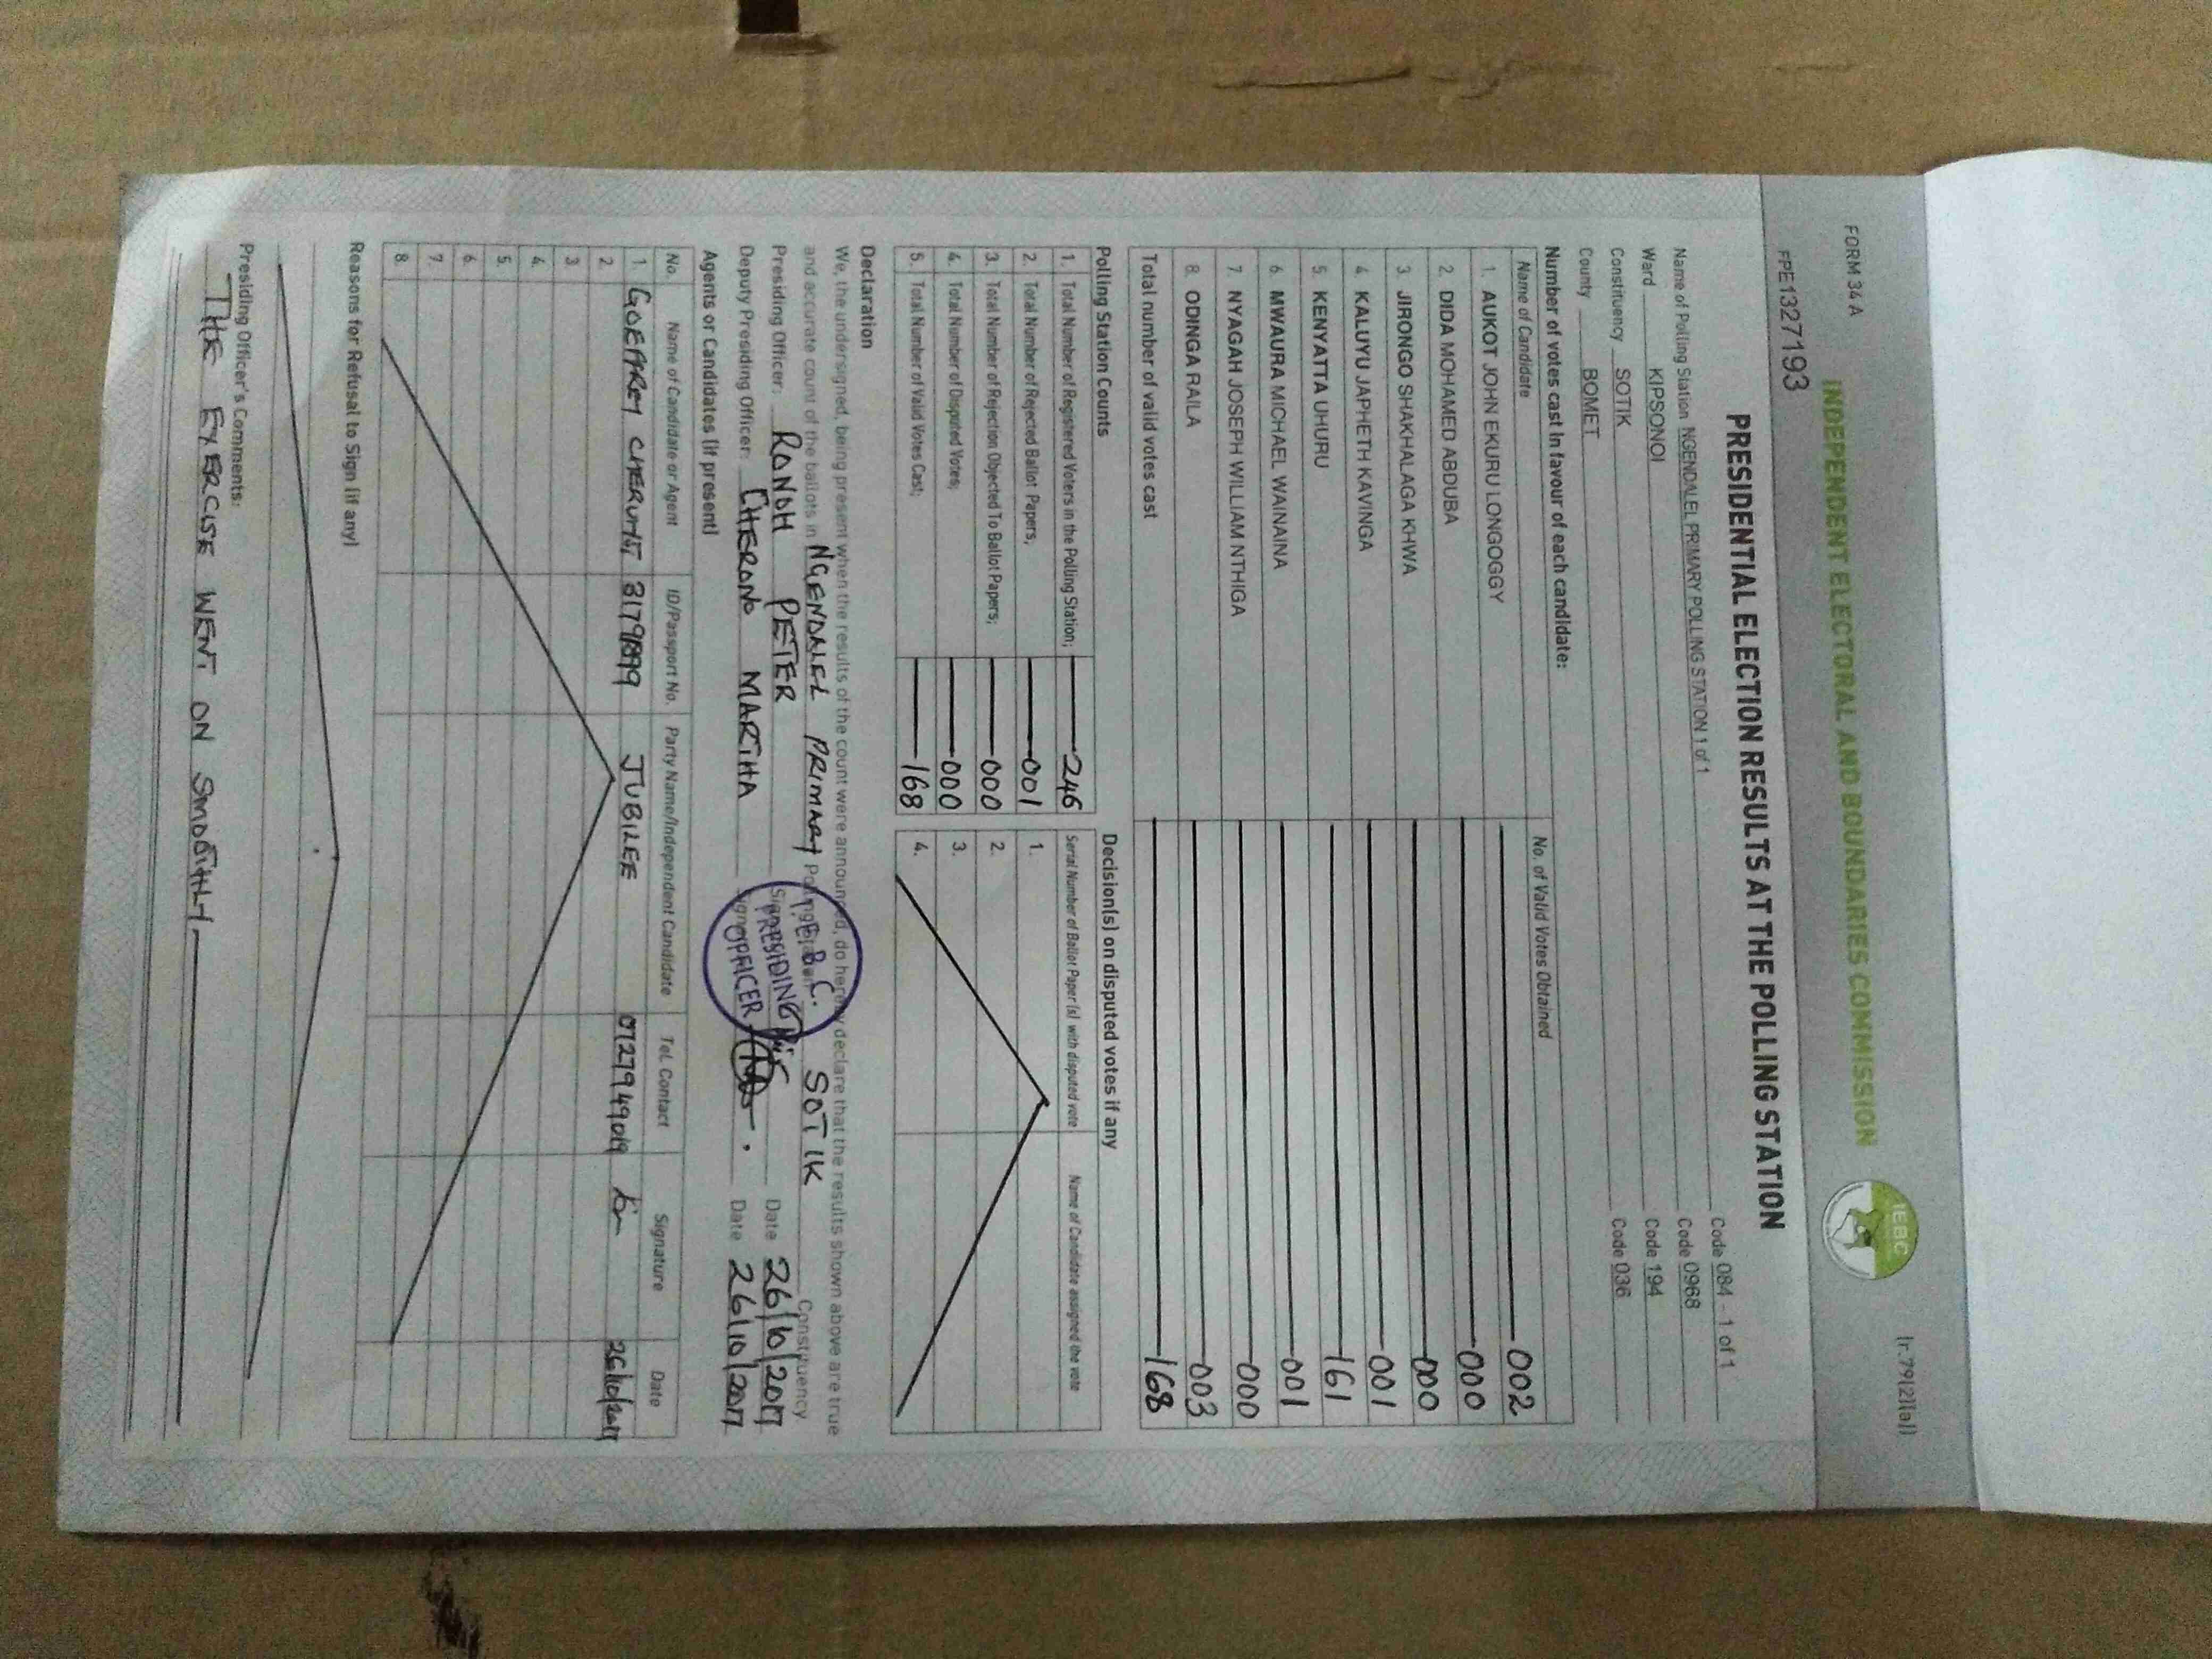 FORM 34 A
(r.79(2)(a))
INDEPENDENT ELECTORAL AND BOUNDARIES COMMISSION
IEBC
FPE1327193
PRESIDENTIAL ELECTION RESULTS AT THE POLLING STATION
Name of Polling Station NGENDALEL PRIMARY POLLING STATION 1 of 1 Code 084 - 1 of 1
Ward KIPSONOI Code 0968
Constituency SOTIK Code 194
County BOMET Code 036
Number of votes cast in favour of each candidate:
Name of Candidate No. of Valid Votes Obtained
1. AUKOT JOHN EKURU LONGOGGY 002
2. DIDA MOHAMED ABDUBA 000
3. JIRONGO SHAKHALAGA KHWA 000
4. KALUYU JAPHETH KAVINGA 001
5. KENYATTA UHURU 161
6. MWAURA MICHAEL WAINAINA 001
7. NYAGAH JOSEPH WILLIAM NTHIGA 000
8. ODINGA RAILA 003
Total number of valid votes cast 168
Polling Station Counts
1. Total Number of Registered Voters in the Polling Station; 246
2. Total Number of Rejected Ballot Papers; 001
3. Total Number of Rejection Objected To Ballot Papers; 000
4. Total Number of Disputed Votes; 000
5. Total Number of Valid Votes Cast; 168
Decision(s) on disputed votes if any
Serial Number of Ballot Paper (s) with disputed vote Name of Candidate assigned the vote
1.
2.
3.
4.
Declaration
We, the undersigned, being present when the results of the count were announced, do hereby declare that the results shown above are true
and accurate count of the ballots in NGENDALEL PRIMARY Polling Station SOTIK Constituency
Presiding Officer: RONOH PETER Date 26/10/2017
Deputy Presiding Officer: CHERONO MARTHA Date 26/10/2017
I.E.B.C.
PRESIDING
OFFICER
Agents or Candidates (if present)
No. Name of Candidate or Agent ID/Passport No. Party Name/Independent Candidate Tel. Contact Signature Date
1. CHERUIYOT 31791899 JUBILEE 0727949019 26/10/2017
2.
3.
4.
5.
6.
7.
8.
Reasons for Refusal to Sign (if any)
Presiding Officer's Comments:
THE EXERCISE WENT ON SMOOTHLY